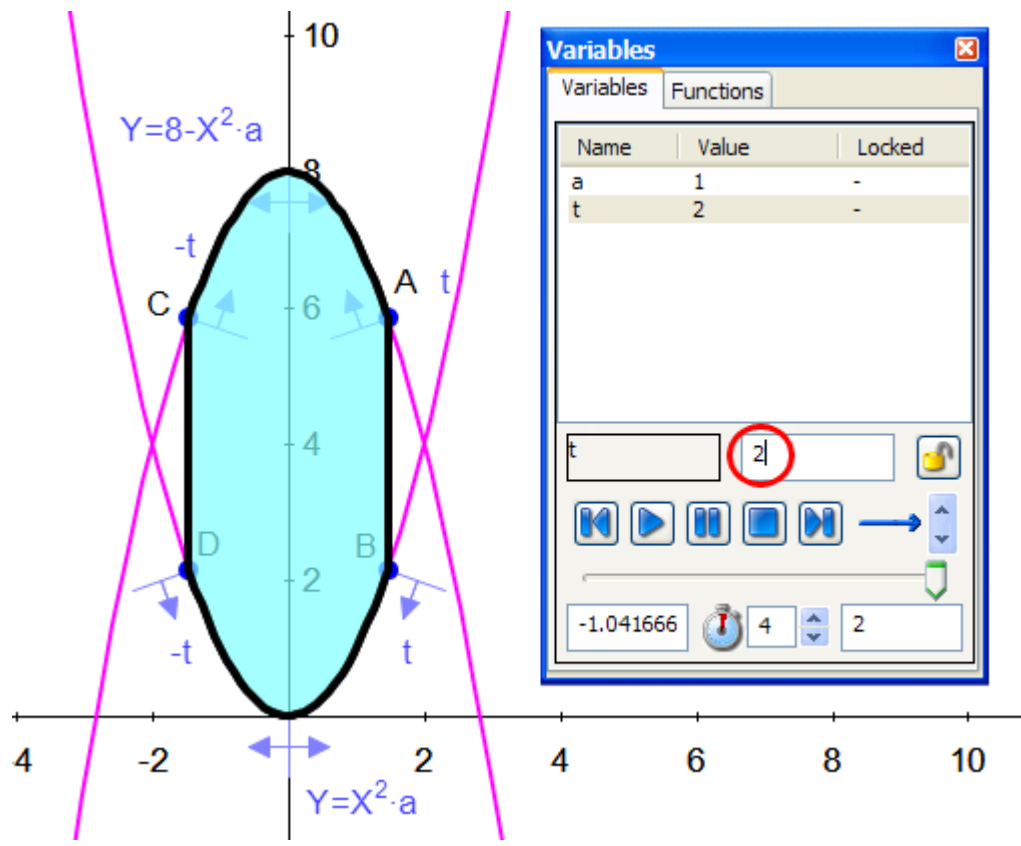 10
Y=8-X²·a
8
-t
C
A
t
6
4
D
B
2
-t
t
4
-2
2
4
6
8
10
Y=X²·a
Variables
Variables
Functions
Name Value Locked
a 1 -
t 2 -
t
2
-1.041666
4
2